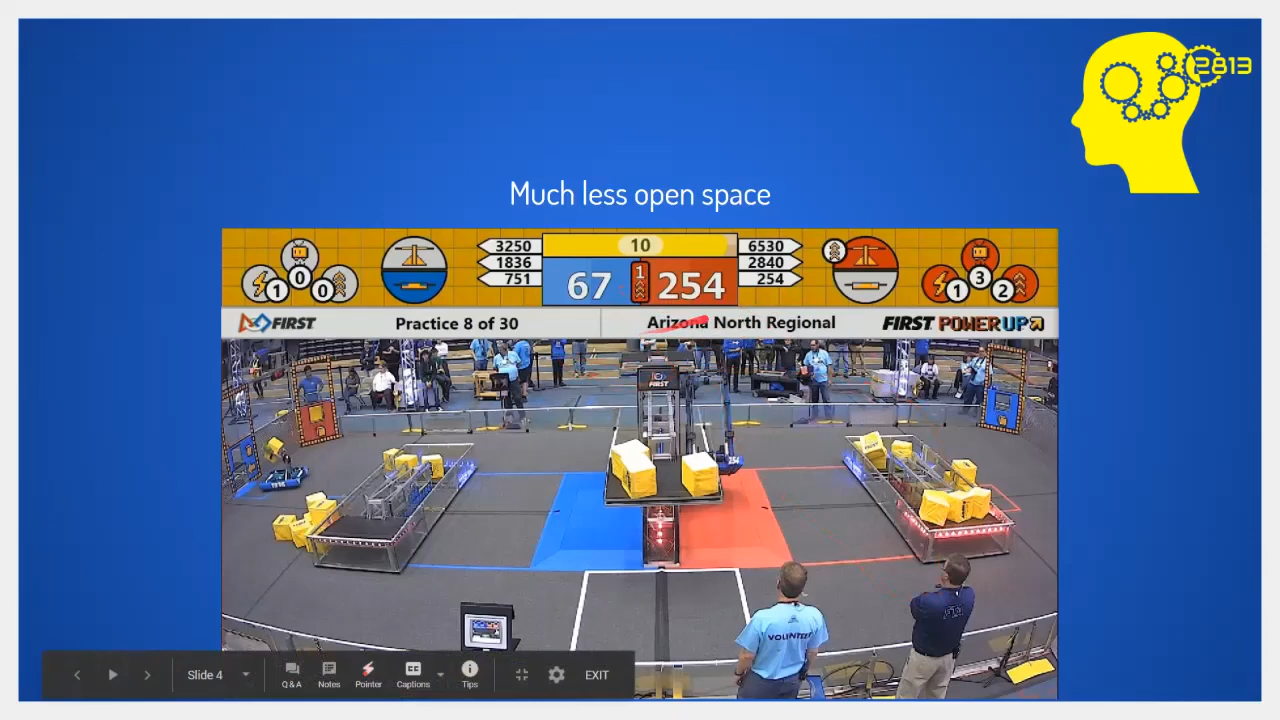 2813
Much less open space
3250
10
6530
1836
2840
751
67
1
254
254
0
1
0
3
1
2
FIRST
Practice 8 of 30
Arizona North Regional
FIRST POWER UP
FIRST
254
VOLUNTEER
Slide 4
Q & A
Notes
Pointer
CC
Captions
Tips
EXIT